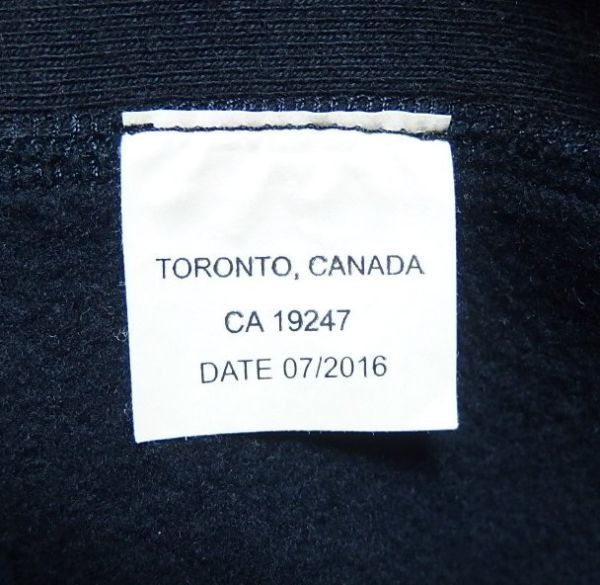 TORONTO, CANADA
CA 19247
DATE 07/2016